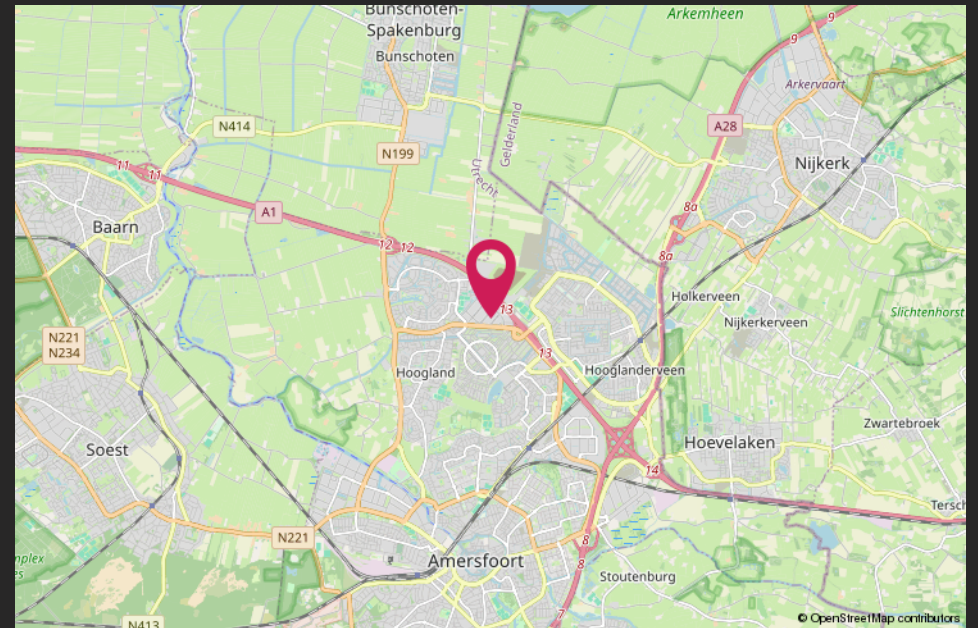 Bunschoten-
Spakenburg
Arkemheen
9
9
Bunschoten
Arkervaart
N414
Gelderland
A28
N199
Nijkerk
11
11
Utrecht
A1
8a
Baarn
12
12
8a
Holkerveen
13
Slichtenhorst
Nijkerkerveen
N221
N234
13
Hoogland
Hooglanderveen
Zwartebroek
Soest
Hoevelaken
14
Tersch
N221
8
Amersfoort
8
Stoutenburg
7
N413
© OpenStreetMap contributors